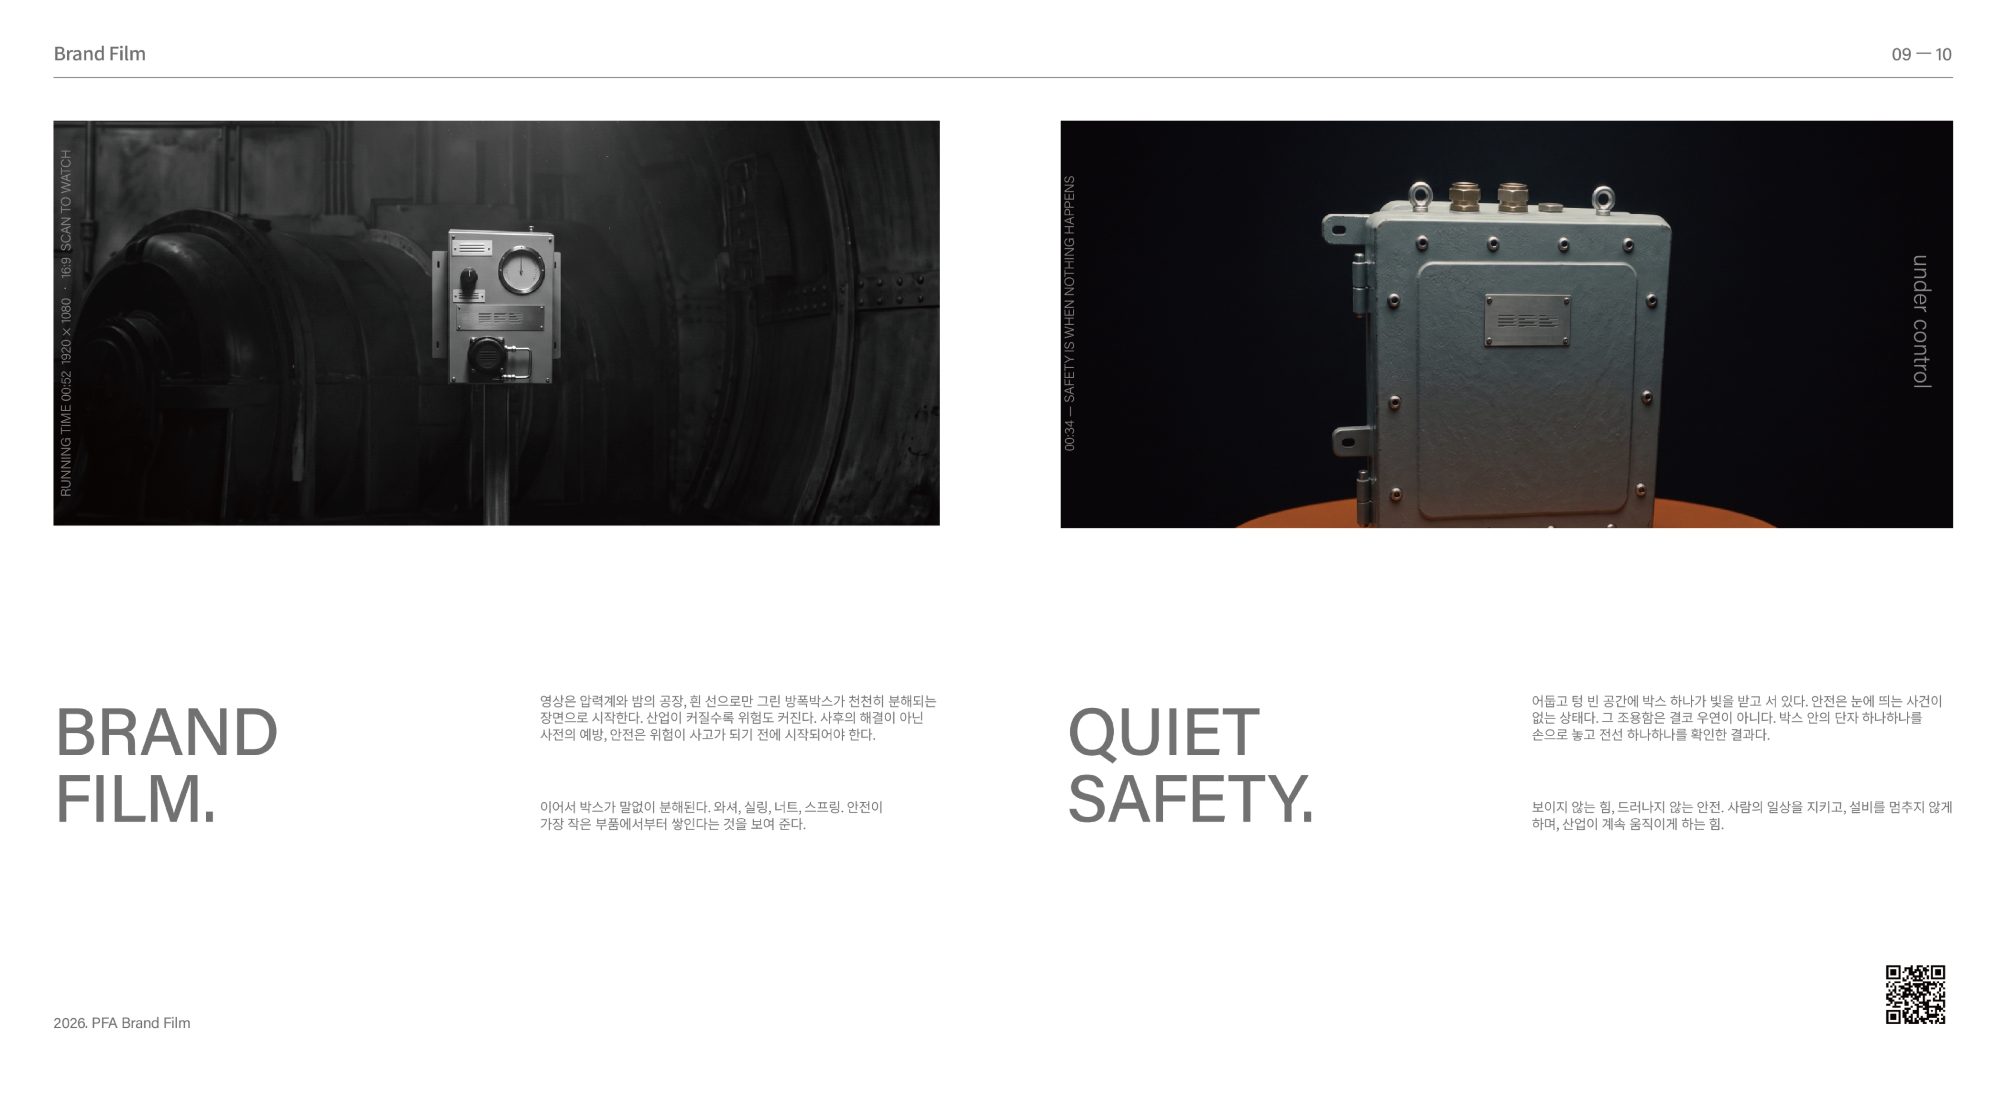 Brand Film
09 — 10
RUNNING TIME 00:52 1920 × 1080 · 16:9 SCAN TO WATCH
00:34 — SAFETY IS WHEN NOTHING HAPPENS
under control
BRAND
FILM.
영상은 압력계와 밤의 공장, 흰 선으로만 그린 방폭박스가 천천히 분해되는
장면으로 시작한다. 산업이 커질수록 위험도 커진다. 사후의 해결이 아닌
사전의 예방, 안전은 위험이 사고가 되기 전에 시작되어야 한다.
이어서 박스가 말없이 분해된다. 와셔, 실링, 너트, 스프링. 안전이
가장 작은 부품에서부터 쌓인다는 것을 보여 준다.
QUIET
SAFETY.
어둡고 텅 빈 공간에 박스 하나가 빛을 받고 서 있다. 안전은 눈에 띄는 사건이
없는 상태다. 그 조용함은 결코 우연이 아니다. 박스 안의 단자 하나하나를
손으로 놓고 전선 하나하나를 확인한 결과다.
보이지 않는 힘, 드러나지 않는 안전. 사람의 일상을 지키고, 설비를 멈추지 않게
하며, 산업이 계속 움직이게 하는 힘.
2026. PFA Brand Film